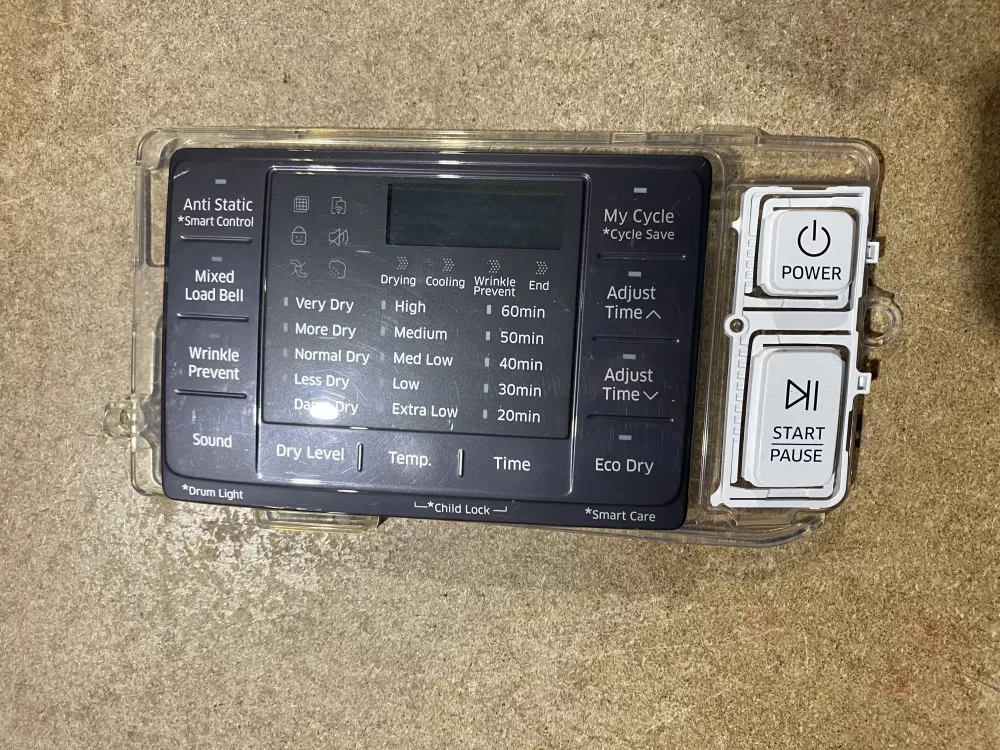 Anti Static
*Smart Control
Mixed
Load Bell
Wrinkle
Prevent
Sound
*Drum Light
Drying Cooling Wrinkle Prevent End
Very Dry High 60min
More Dry Medium 50min
Normal Dry Med Low 40min
Less Dry Low 30min
Damp Dry Extra Low 20min
Dry Level Temp. Time
*Child Lock
My Cycle
*Cycle Save
Adjust
Time
Adjust
Time
Eco Dry
*Smart Care
POWER
START
PAUSE